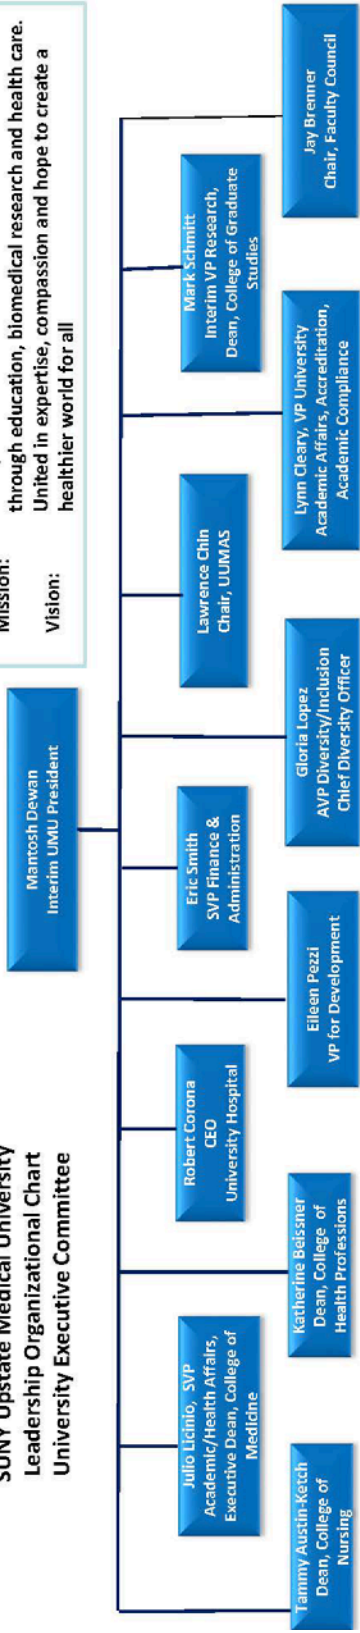 SUNY Upstate Medical University
Leadership Organizational Chart
University Executive Committee
Mission:
through education, biomedical research and health care.
Vision:
United in expertise, compassion and hope to create a
healthier world for all
Mantosh Dewan
Interim UMU President
Julio Licinio, SVP
Academic/Health Affairs,
Executive Dean, College of
Medicine
Robert Corona
CEO
University Hospital
Eric Smith
SVP Finance &
Administration
Lawrence Chin
Chair, UUMAS
Mark Schmitt
Interim VP Research,
Dean, College of Graduate
Studies
Tammy Austin-Ketch
Dean, College of
Nursing
Katherine Beissner
Dean, College of
Health Professions
Eileen Pezzi
VP for Development
Gloria Lopez
AVP Diversity/Inclusion
Chief Diversity Officer
Lynn Cleary, VP University
Academic Affairs, Accreditation,
Academic Compliance
Jay Brenner
Chair, Faculty Council